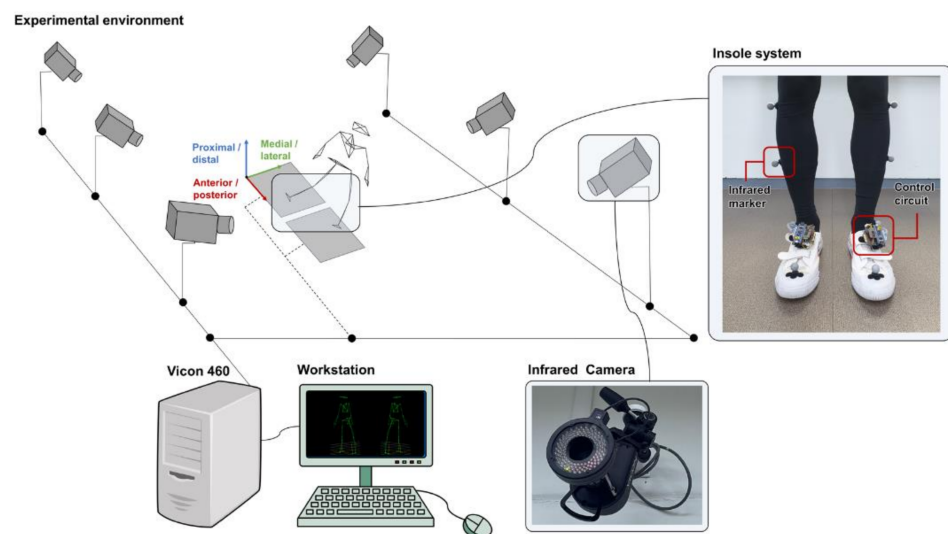 Experimental environment
Insole system
Proximal /
distal
Medial /
lateral
Anterior /
posterior
Infrared
marker
Control
circuit
Vicon 460
Workstation
Infrared Camera